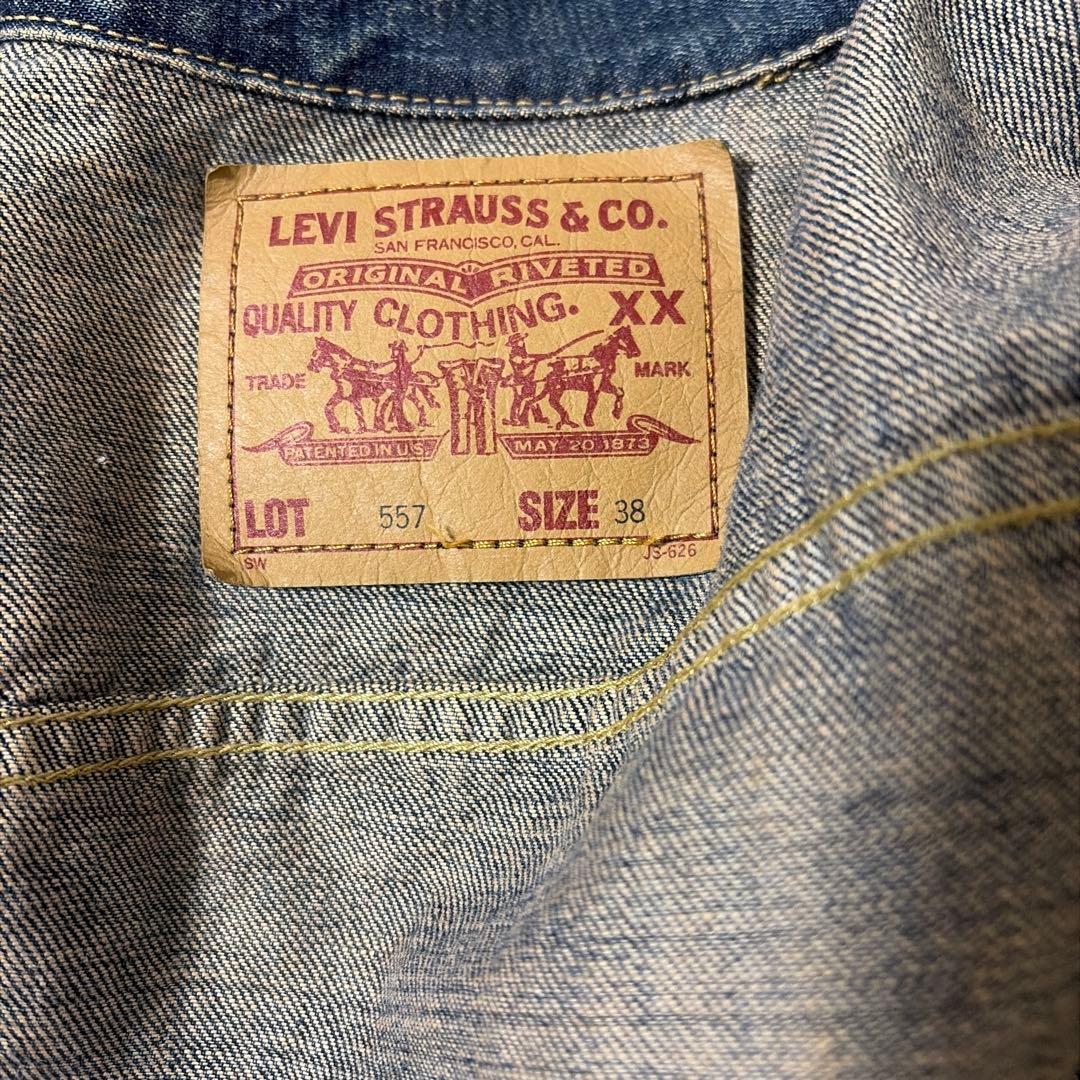 LEVI STRAUSS & CO.
SAN FRANCISCO, CAL.
ORIGINAL RIVETED
QUALITY CLOTHING. XX
TRADE MARK
PATENTED IN U.S. MAY 20 1873
LOT 557 SIZE 38
SW JS-626